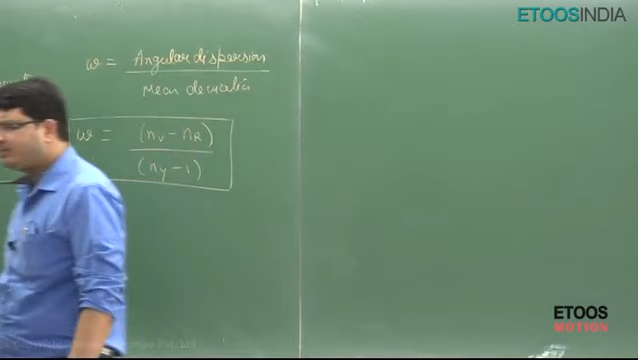 ETOOSINDIA
ω = Angular dispersion
Mean deviation
ω = (nv - nR)
(ny - 1)
ETOOS
MOTION